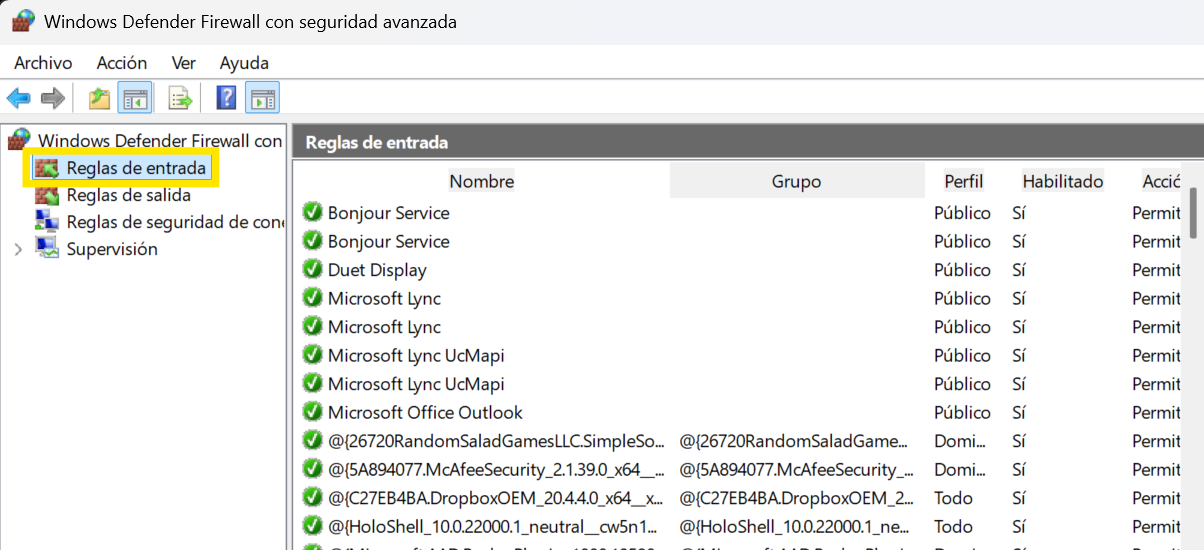 Windows Defender Firewall con seguridad avanzada
Archivo Acción Ver Ayuda
Windows Defender Firewall con
Reglas de entrada
Reglas de salida
Reglas de seguridad de cone
Supervisión
Reglas de entrada
Nombre Grupo Perfil Habilitado Acció
Bonjour Service Público Sí Permit
Bonjour Service Público Sí Permit
Duet Display Público Sí Permit
Microsoft Lync Público Sí Permit
Microsoft Lync Público Sí Permit
Microsoft Lync UcMapi Público Sí Permit
Microsoft Lync UcMapi Público Sí Permit
Microsoft Office Outlook Público Sí Permit
@{26720RandomSaladGamesLLC.SimpleSo... @{26720RandomSaladGame... Domi... Sí Permit
@{5A894077.McAfeeSecurity_2.1.39.0_x64__... @{5A894077.McAfeeSecurity_... Domi... Sí Permit
@{C27EB4BA.DropboxOEM_20.4.4.0_x64__x... @{C27EB4BA.DropboxOEM_2... Todo Sí Permit
@{HoloShell_10.0.22000.1_neutral__cw5n1... @{HoloShell_10.0.22000.1_ne... Todo Sí Permit